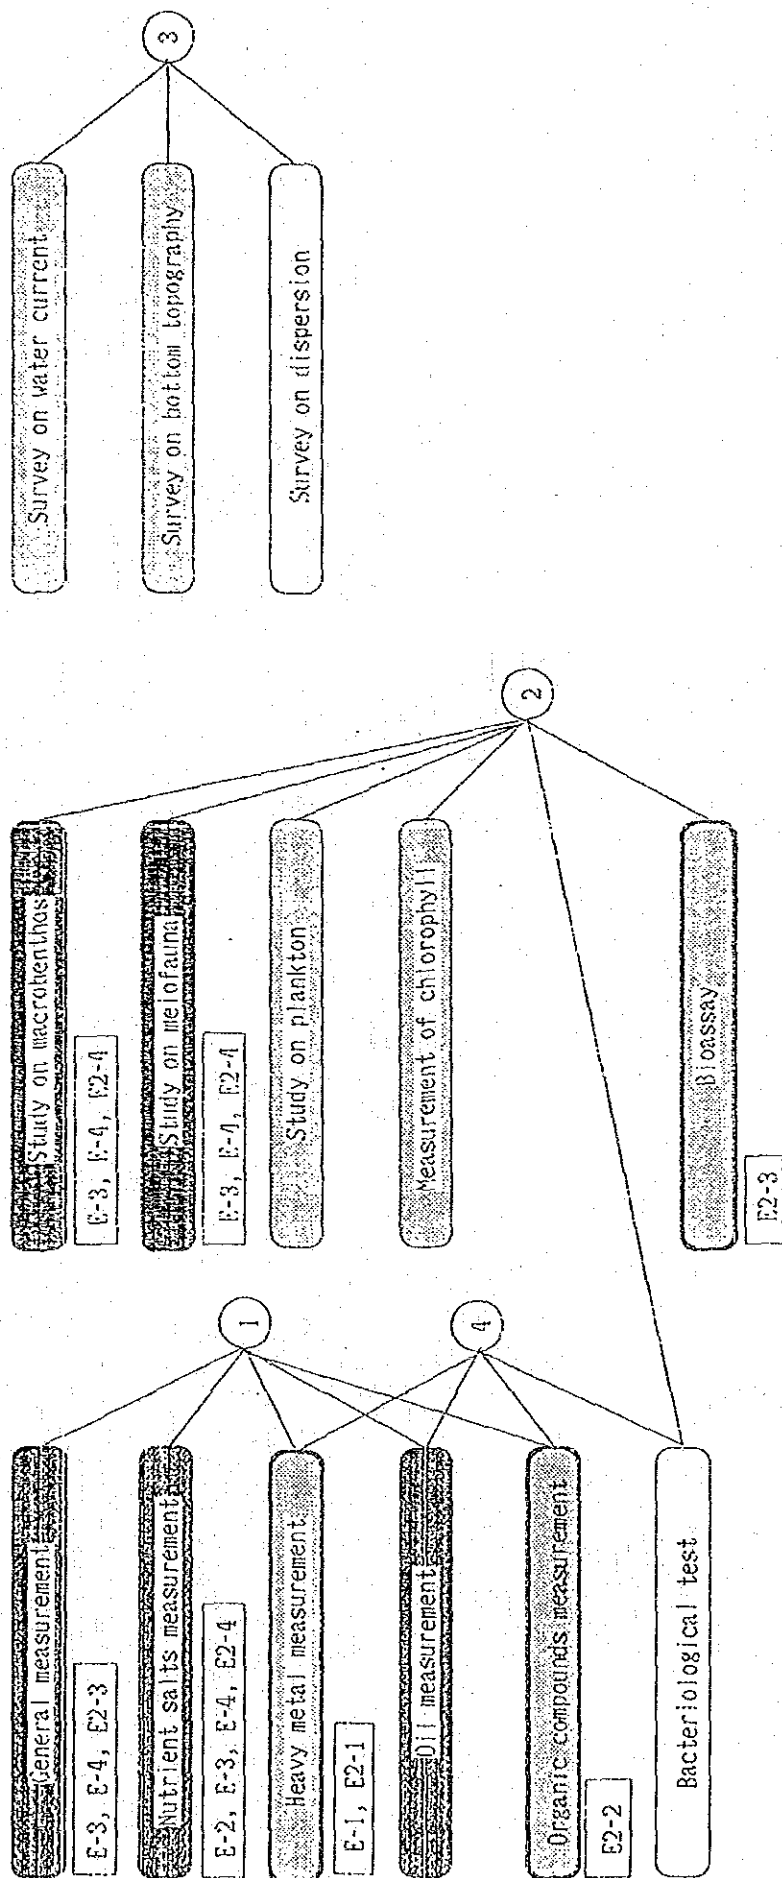 General measurement
E-3, E-4, E2-3
Nutrient salts measurement
E-2, E-3, E-4, E2-4
Heavy metal measurement
E-1, E2-1
Oil measurement
Organic compounds measurement
E2-2
Bacteriological test
1
4
Study on macrobenthos
E-3, E-4, E2-4
Study on meiofauna
E-3, E-4, E2-4
Study on plankton
Measurement of chlorophyll
Bioassay
E2-3
2
Survey on water current
Survey on bottom topography
Survey on dispersion
3